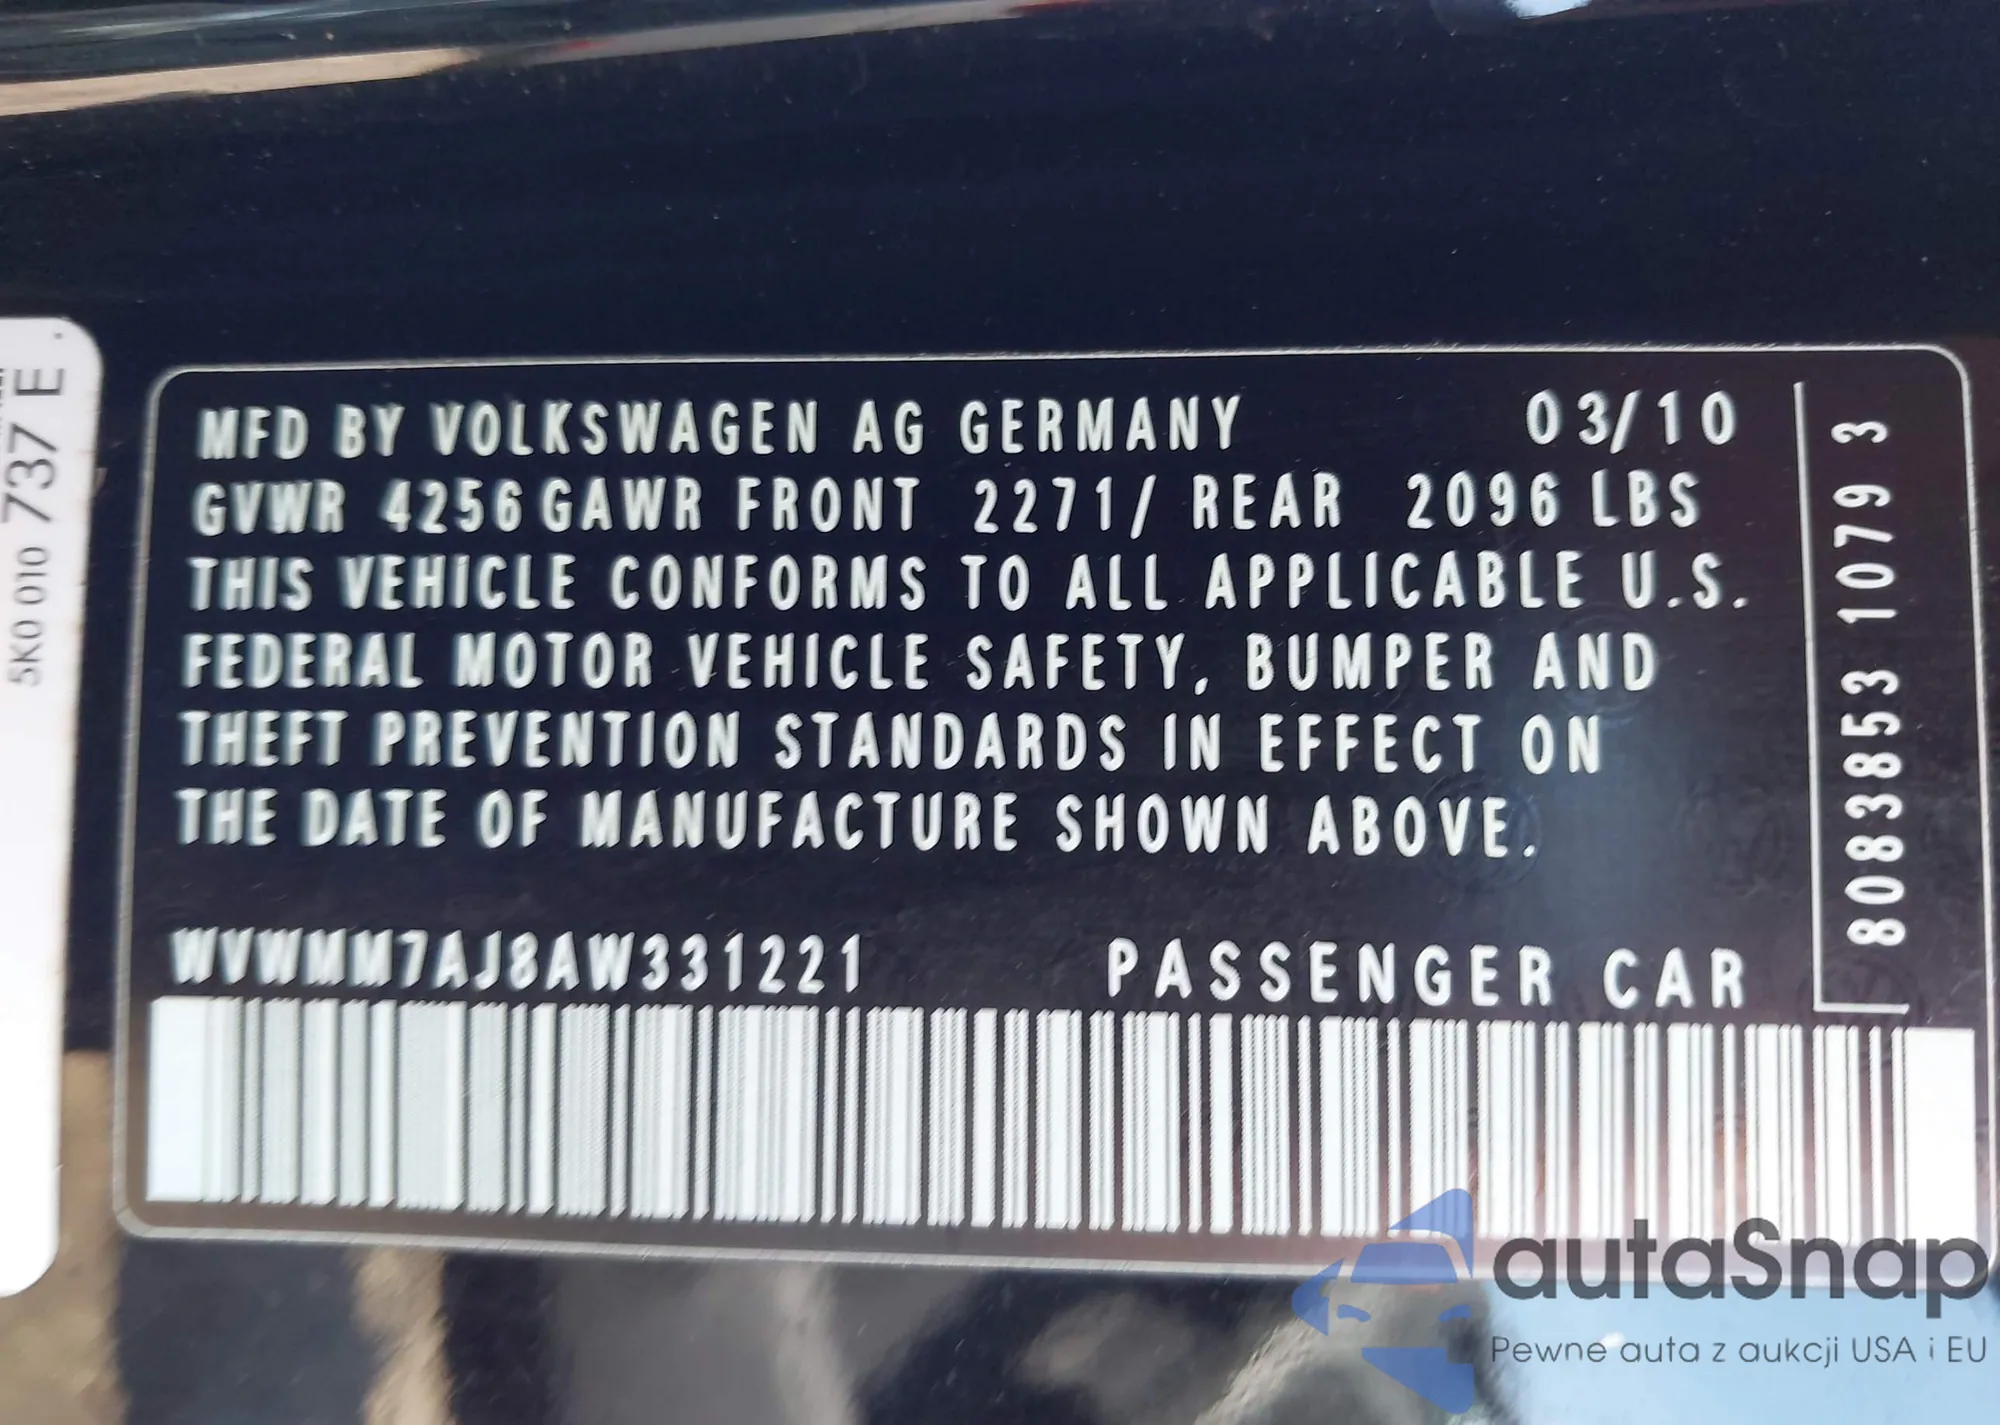 MFD BY VOLKSWAGEN AG GERMANY 03/10
GVWR 4256 GAWR FRONT 2271/ REAR 2096 LBS
THIS VEHICLE CONFORMS TO ALL APPLICABLE U.S.
FEDERAL MOTOR VEHICLE SAFETY, BUMPER AND
THEFT PREVENTION STANDARDS IN EFFECT ON
THE DATE OF MANUFACTURE SHOWN ABOVE.
WVWMM7AJ8AW331221 PASSENGER CAR
8083853 1079 3
5K0 010 737 E .
autaSnap
Pewne auta z aukcji USA i EU